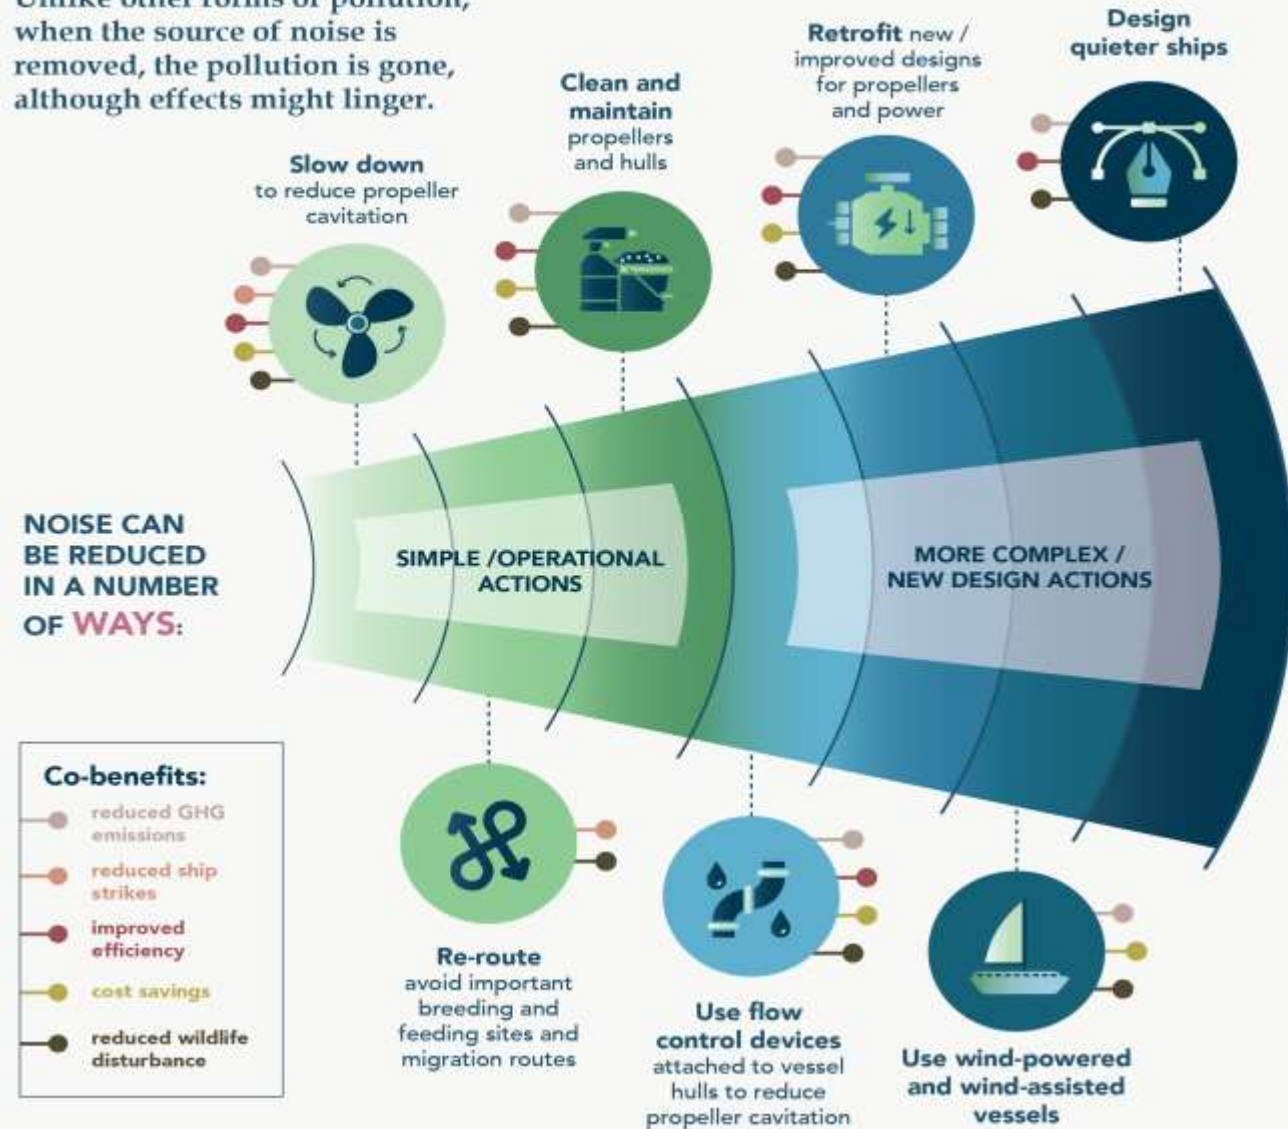 Unlike other forms of pollution,
when the source of noise is
removed, the pollution is gone,
although effects might linger.
Slow down
to reduce propeller
cavitation
Clean and
maintain
propellers
and hulls
Retrofit new /
improved designs
for propellers
and power
Design
quieter ships
NOISE CAN
BE REDUCED
IN A NUMBER
OF WAYS:
SIMPLE /OPERATIONAL
ACTIONS
MORE COMPLEX /
NEW DESIGN ACTIONS
Co-benefits:
reduced GHG
emissions
reduced ship
strikes
improved
efficiency
cost savings
reduced wildlife
disturbance
Re-route
avoid important
breeding and
feeding sites and
migration routes
Use flow
control devices
attached to vessel
hulls to reduce
propeller cavitation
Use wind-powered
and wind-assisted
vessels